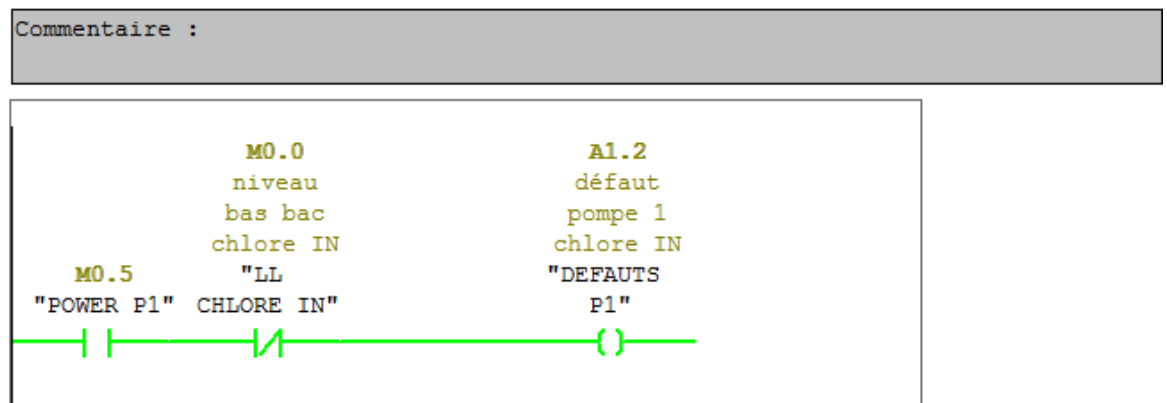 Commentaire :
M0.0
niveau
bas bac
chlore IN
M0.5
"LL
"POWER P1"
CHLORE IN"
A1.2
défaut
pompe 1
chlore IN
"DEFAUTS
P1"